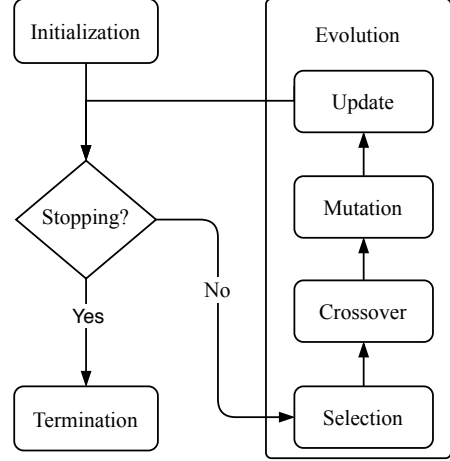 Initialization
Evolution
Update
Stopping?
Mutation
No
Yes
Crossover
Termination
Selection